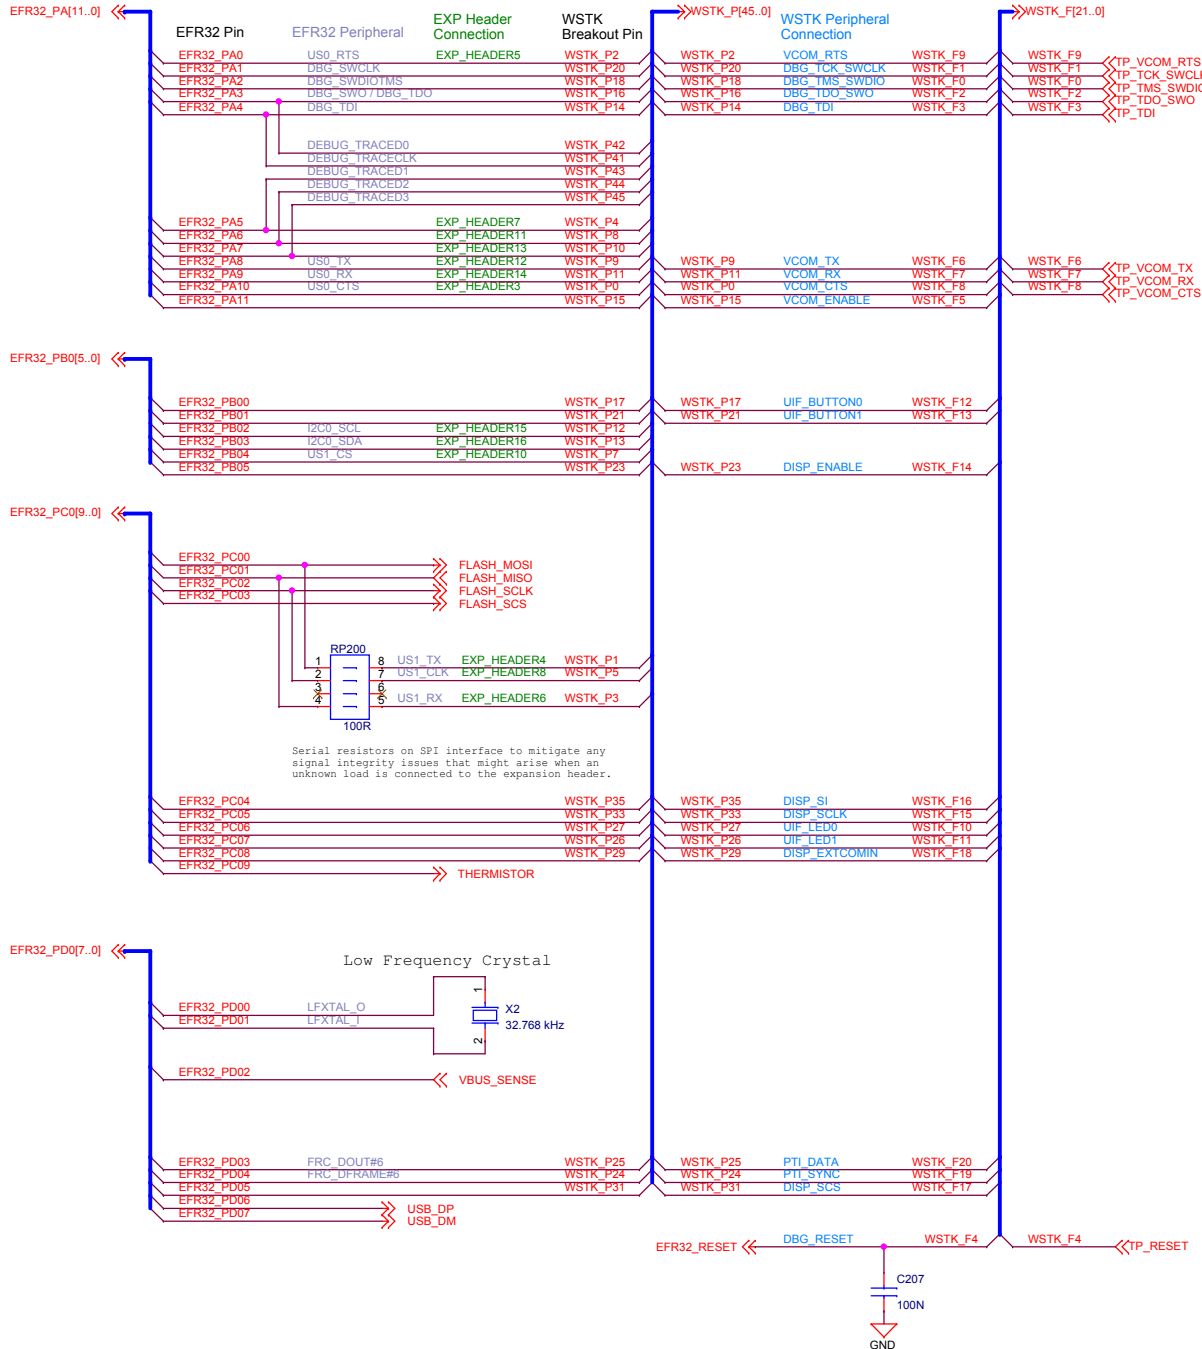 EFR32_PA[11..0] WSTK_P[45..0] WSTK_F[21..0]
EFR32 Pin EFR32 Peripheral EXP Header Connection WSTK Breakout Pin WSTK Peripheral Connection
EFR32_PA0 US0_RTS EXP_HEADER5 WSTK_P2 WSTK_P2 VCOM_RTS WSTK_F9 WSTK_F9 TP_VCOM_RTS
EFR32_PA1 DBG_SWCLK WSTK_P20 WSTK_P20 DBG_TCK_SWCLK WSTK_F1 WSTK_F1 TP_TCK_SWCLK
EFR32_PA2 DBG_SWDIOTMS WSTK_P18 WSTK_P18 DBG_TMS_SWDIO WSTK_F0 WSTK_F0 TP_TMS_SWDIO
EFR32_PA3 DBG_SWO / DBG_TDO WSTK_P16 WSTK_P16 DBG_TDO_SWO WSTK_F2 WSTK_F2 TP_TDO_SWO
EFR32_PA4 DBG_TDI WSTK_P14 WSTK_P14 DBG_TDI WSTK_F3 WSTK_F3 TP_TDI
DEBUG_TRACED0 WSTK_P42
DEBUG_TRACECLK WSTK_P41
DEBUG_TRACED1 WSTK_P43
DEBUG_TRACED2 WSTK_P44
DEBUG_TRACED3 WSTK_P45
EFR32_PA5 EXP_HEADER7 WSTK_P4
EFR32_PA6 EXP_HEADER11 WSTK_P8
EFR32_PA7 EXP_HEADER13 WSTK_P10
EFR32_PA8 US0_TX EXP_HEADER12 WSTK_P9 WSTK_P9 VCOM_TX WSTK_F6 WSTK_F6 TP_VCOM_TX
EFR32_PA9 US0_RX EXP_HEADER14 WSTK_P11 WSTK_P11 VCOM_RX WSTK_F7 WSTK_F7 TP_VCOM_RX
EFR32_PA10 US0_CTS EXP_HEADER3 WSTK_P0 WSTK_P0 VCOM_CTS WSTK_F8 WSTK_F8 TP_VCOM_CTS
EFR32_PA11 WSTK_P15 WSTK_P15 VCOM_ENABLE WSTK_F5
EFR32_PB0[5..0]
EFR32_PB00 WSTK_P17 WSTK_P17 UIF_BUTTON0 WSTK_F12
EFR32_PB01 WSTK_P21 WSTK_P21 UIF_BUTTON1 WSTK_F13
EFR32_PB02 I2C0_SCL EXP_HEADER15 WSTK_P12
EFR32_PB03 I2C0_SDA EXP_HEADER16 WSTK_P13
EFR32_PB04 US1_CS EXP_HEADER10 WSTK_P7
EFR32_PB05 WSTK_P23 WSTK_P23 DISP_ENABLE WSTK_F14
EFR32_PC0[9..0]
EFR32_PC00 FLASH_MOSI
EFR32_PC01 FLASH_MISO
EFR32_PC02 FLASH_SCLK
EFR32_PC03 FLASH_SCS
RP200
1 8 US1_TX EXP_HEADER4 WSTK_P1
2 7 US1_CLK EXP_HEADER8 WSTK_P5
3 6
4 5 US1_RX EXP_HEADER6 WSTK_P3
100R
Serial resistors on SPI interface to mitigate any
signal integrity issues that might arise when an
unknown load is connected to the expansion header.
EFR32_PC04 WSTK_P35 WSTK_P35 DISP_SI WSTK_F16
EFR32_PC05 WSTK_P33 WSTK_P33 DISP_SCLK WSTK_F15
EFR32_PC06 WSTK_P27 WSTK_P27 UIF_LED0 WSTK_F10
EFR32_PC07 WSTK_P26 WSTK_P26 UIF_LED1 WSTK_F11
EFR32_PC08 WSTK_P29 WSTK_P29 DISP_EXTCOMIN WSTK_F18
EFR32_PC09 THERMISTOR
EFR32_PD0[7..0]
Low Frequency Crystal
EFR32_PD00 LFXTAL_O 1 X2
EFR32_PD01 LFXTAL_I 2 32.768 kHz
EFR32_PD02 VBUS_SENSE
EFR32_PD03 FRC_DOUT#6 WSTK_P25 WSTK_P25 PTI_DATA WSTK_F20
EFR32_PD04 FRC_DFRAME#6 WSTK_P24 WSTK_P24 PTI_SYNC WSTK_F19
EFR32_PD05 WSTK_P31 WSTK_P31 DISP_SCS WSTK_F17
EFR32_PD06 USB_DP
EFR32_PD07 USB_DM
EFR32_RESET DBG_RESET WSTK_F4 WSTK_F4 TP_RESET
C207
100N
GND